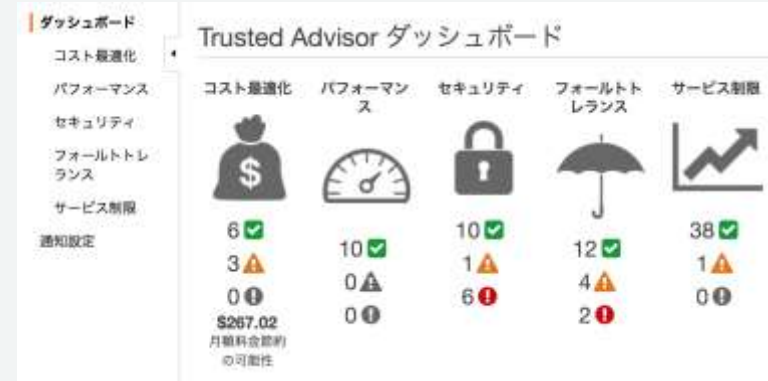 ダッシュボード
コスト最適化
パフォーマンス
セキュリティ
フォールトトレ
ランス
サービス制限
通知設定
Trusted Advisor ダッシュボード
コスト最適化
$
6
3
0
$267.02
月額料金節約
の可能性
パフォーマン
ス
10
0
0
セキュリティ
10
1
6
フォールトト
レランス
12
4
2
サービス制限
38
1
0